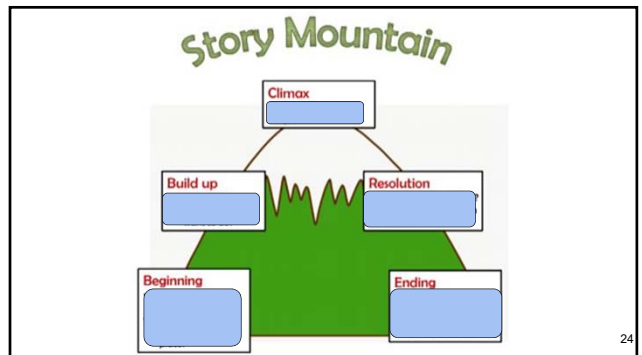 Story Mountain
Climax
Build up
Resolution
Beginning
Ending
24